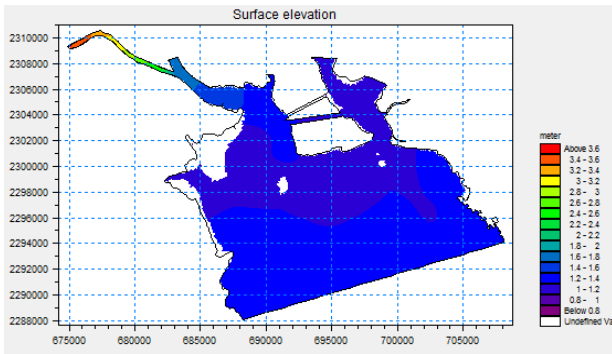 Surface elevation
2310000
2308000
2306000
2304000
2302000
2300000
2298000
2296000
2294000
2292000
2290000
2288000
675000 680000 685000 690000 695000 700000 705000
meter
Above 3.6
3.4 - 3.6
3.2 - 3.4
3 - 3.2
2.8 - 3
2.6 - 2.8
2.4 - 2.6
2.2 - 2.4
2 - 2.2
1.8 - 2
1.6 - 1.8
1.4 - 1.6
1.2 - 1.4
1 - 1.2
0.8 - 1
Below 0.8
Undefined Va